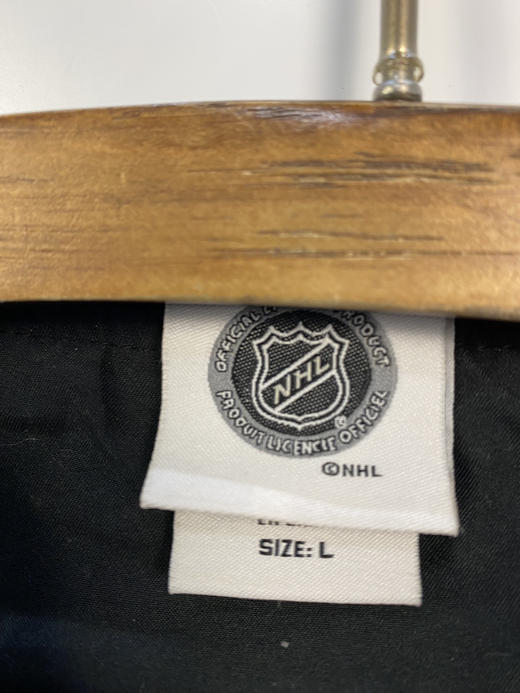 OFFICIAL PRODUCT
NHL
PRODUIT LICENCIE OFFICIEL
©NHL
SIZE: L